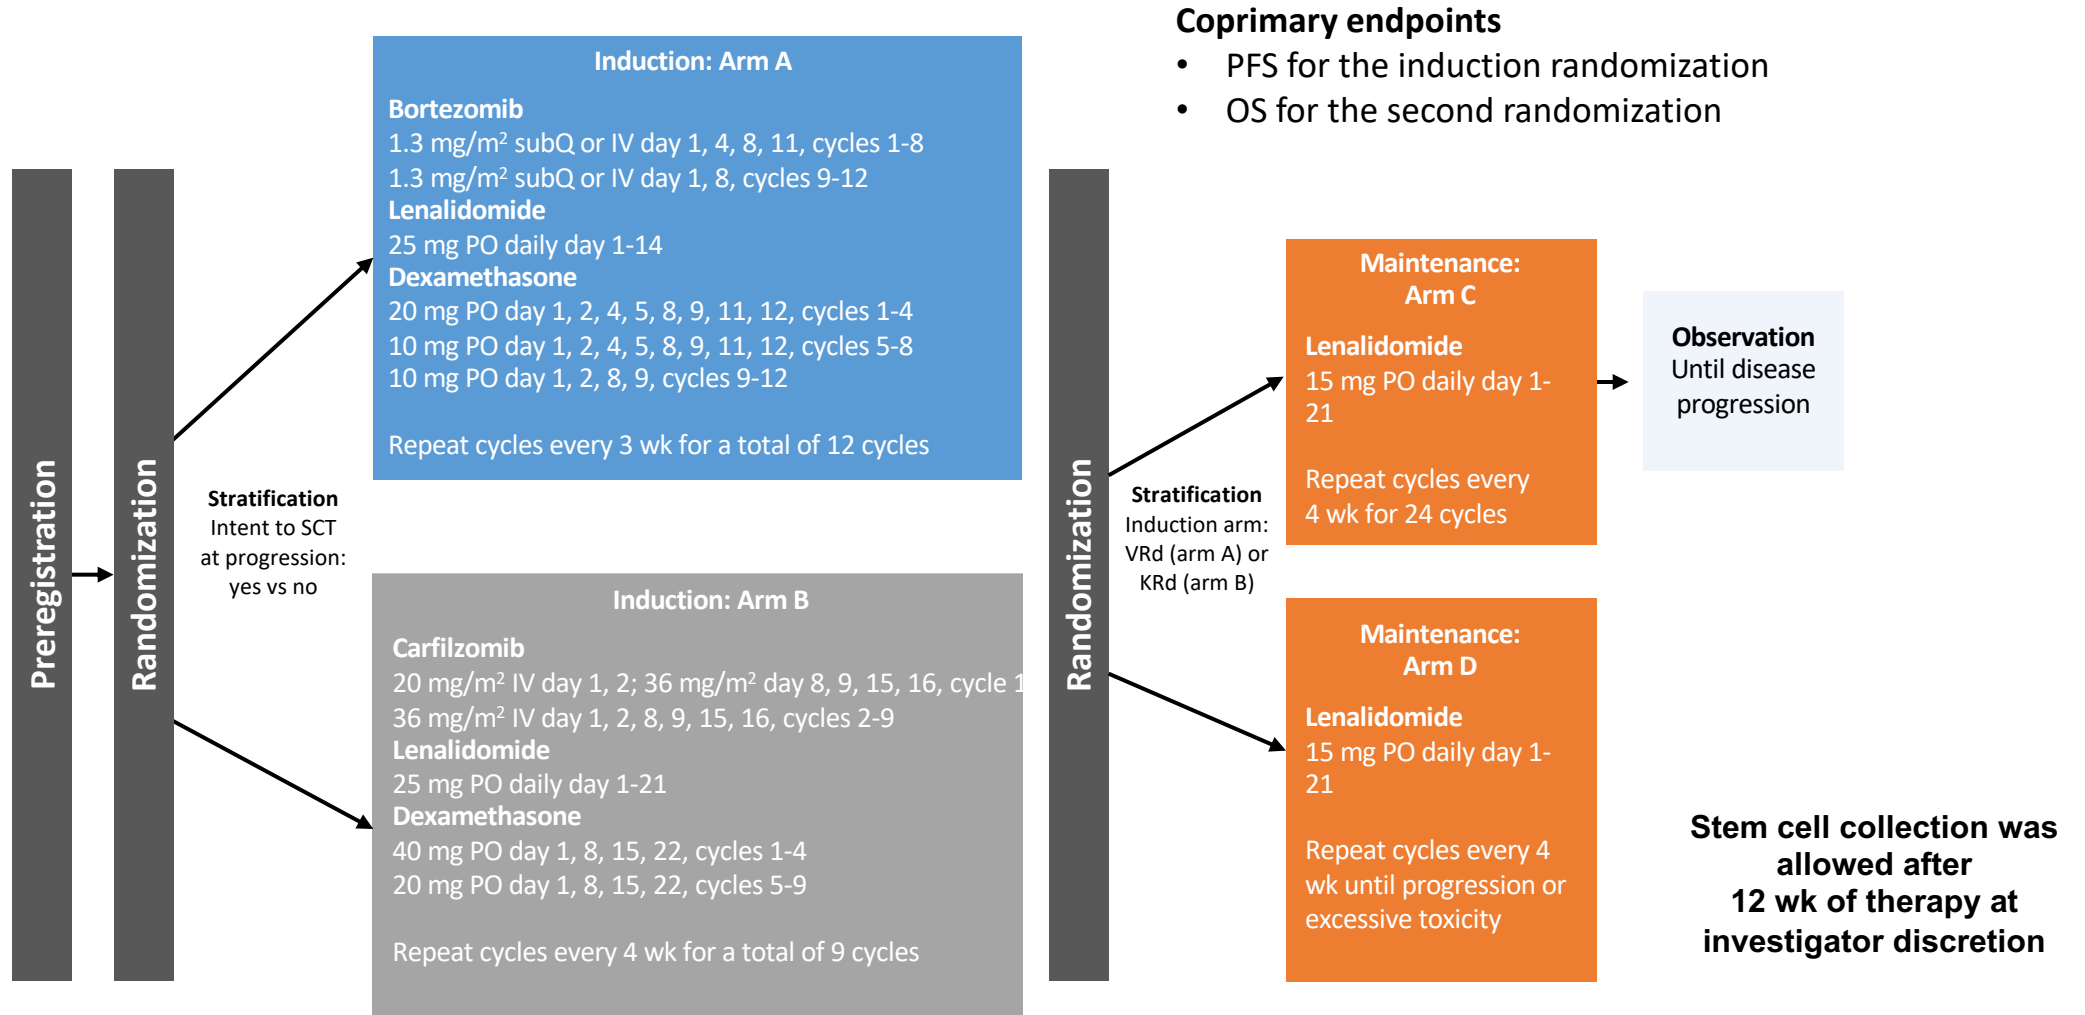 Coprimary endpoints
• PFS for the induction randomization
• OS for the second randomization
Preregistration
Randomization
Stratification
Intent to SCT
at progression:
yes vs no
Induction: Arm A
Bortezomib
1.3 mg/m² subQ or IV day 1, 4, 8, 11, cycles 1-8
1.3 mg/m² subQ or IV day 1, 8, cycles 9-12
Lenalidomide
25 mg PO daily day 1-14
Dexamethasone
20 mg PO day 1, 2, 4, 5, 8, 9, 11, 12, cycles 1-4
10 mg PO day 1, 2, 4, 5, 8, 9, 11, 12, cycles 5-8
10 mg PO day 1, 2, 8, 9, cycles 9-12
Repeat cycles every 3 wk for a total of 12 cycles
Induction: Arm B
Carfilzomib
20 mg/m² IV day 1, 2; 36 mg/m² day 8, 9, 15, 16, cycle 1
36 mg/m² IV day 1, 2, 8, 9, 15, 16, cycles 2-9
Lenalidomide
25 mg PO daily day 1-21
Dexamethasone
40 mg PO day 1, 8, 15, 22, cycles 1-4
20 mg PO day 1, 8, 15, 22, cycles 5-9
Repeat cycles every 4 wk for a total of 9 cycles
Randomization
Stratification
Induction arm:
VRd (arm A) or
KRd (arm B)
Maintenance:
Arm C
Lenalidomide
15 mg PO daily day 1-
21
Repeat cycles every
4 wk for 24 cycles
Observation
Until disease
progression
Maintenance:
Arm D
Lenalidomide
15 mg PO daily day 1-
21
Repeat cycles every 4
wk until progression or
excessive toxicity
Stem cell collection was
allowed after
12 wk of therapy at
investigator discretion